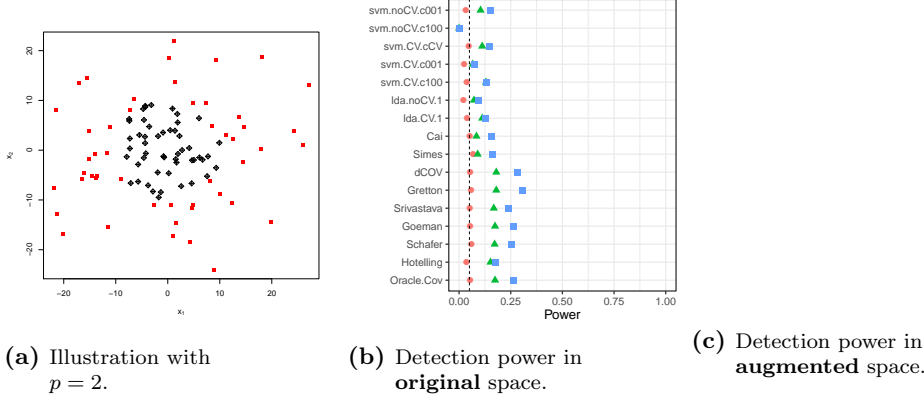 20
10
0
−10
−20
x₂
−20
−10
0
10
20
x₁
svm.noCV.c001
svm.noCV.c100
svm.CV.cCV
svm.CV.c001
svm.CV.c100
lda.noCV.1
lda.CV.1
Cai
Simes
dCOV
Gretton
Srivastava
Goeman
Schafer
Hotelling
Oracle.Cov
0.00
0.25
0.50
0.75
1.00
Power
(a) Illustration with
p = 2.
(b) Detection power in
original space.
(c) Detection power in
augmented space.